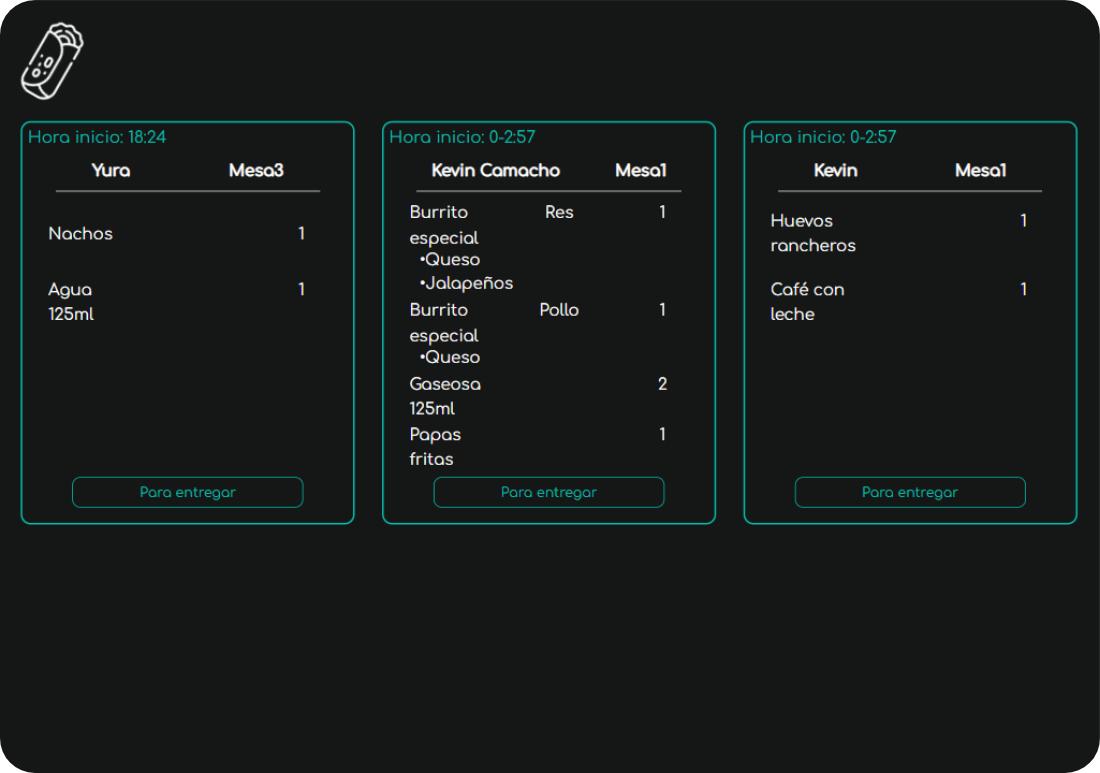 Hora inicio: 18:24
Yura Mesa3
Nachos 1
Agua 1
125ml
Para entregar
Hora inicio: 0-2:57
Kevin Camacho Mesa1
Burrito Res 1
especial
•Queso
•Jalapeños
Burrito Pollo 1
especial
•Queso
Gaseosa 2
125ml
Papas 1
fritas
Para entregar
Hora inicio: 0-2:57
Kevin Mesa1
Huevos 1
rancheros
Café con 1
leche
Para entregar